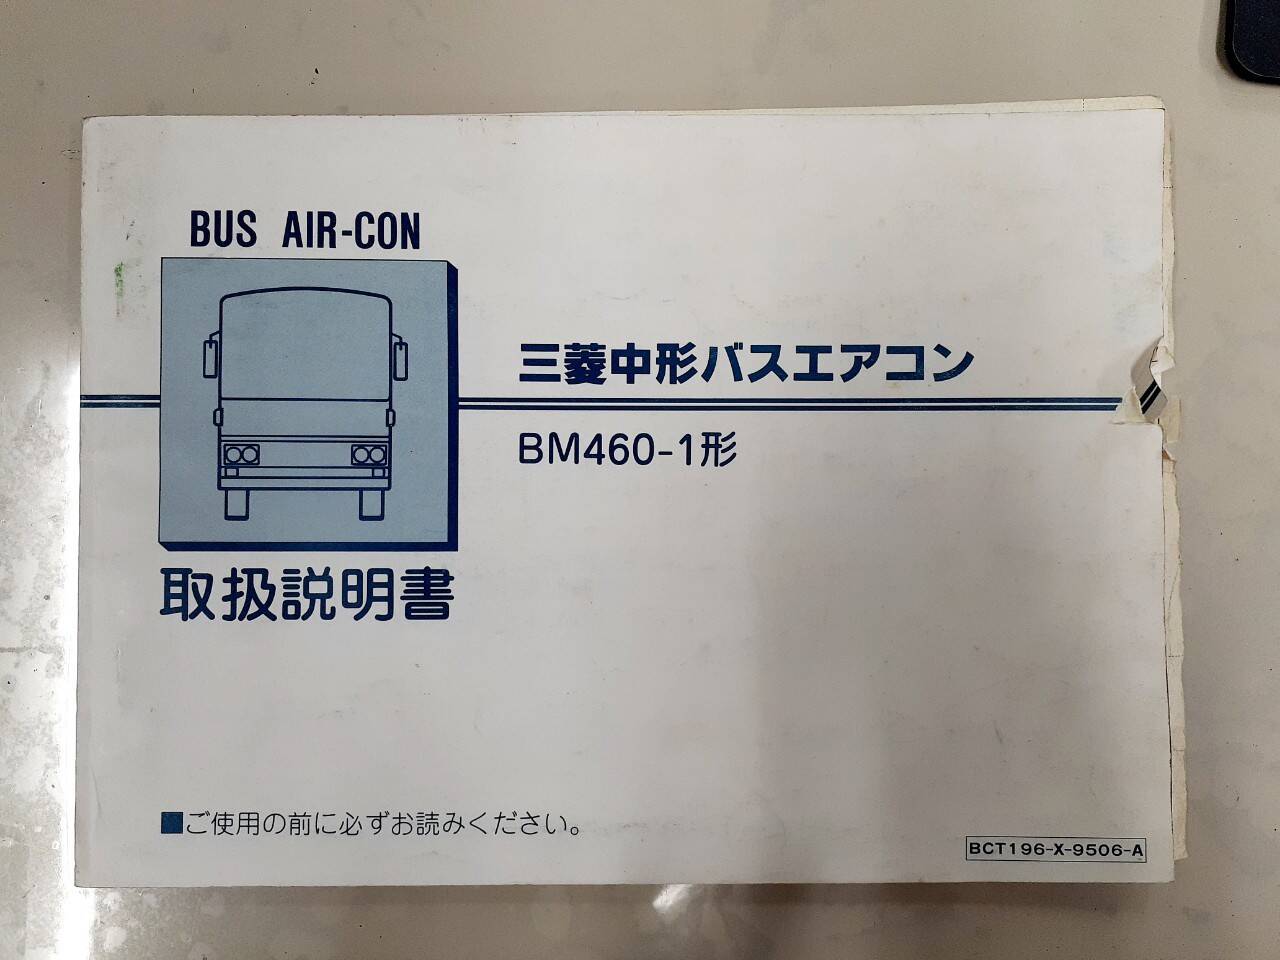 BUS AIR-CON
三菱中形バスエアコン
BM460-1形
取扱説明書
■ご使用の前に必ずお読みください。
BCT196-X-9506-A